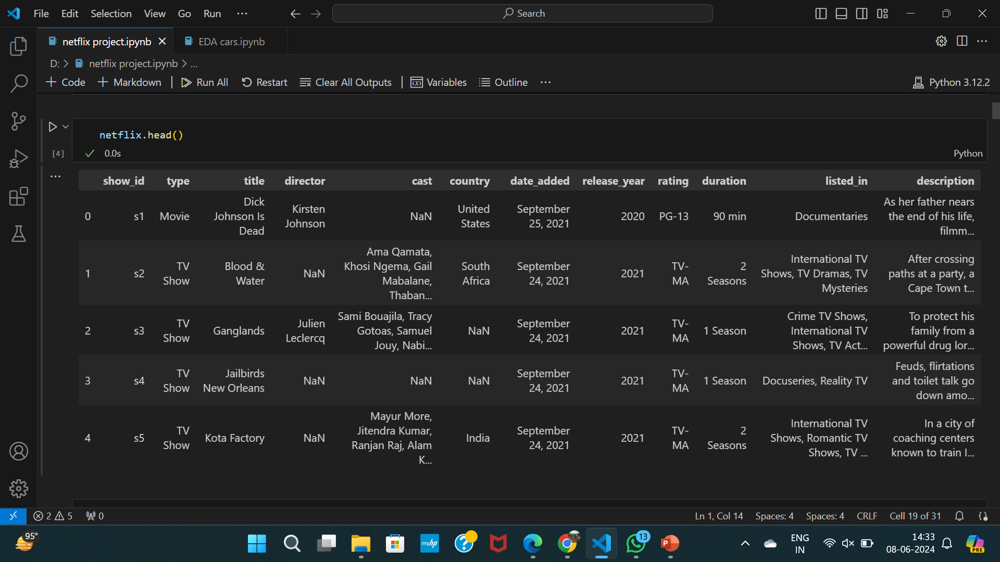 File Edit Selection View Go Run ···
Search
netflix project.ipynb
EDA cars.ipynb
D: > netflix project.ipynb > ...
+ Code + Markdown | Run All Restart Clear All Outputs | Variables Outline ···
Python 3.12.2
netflix.head()
[4] 0.0s
Python
show_id type title director cast country date_added release_year rating duration listed_in description
0 s1 Movie Dick Johnson Is Dead Kirsten Johnson NaN United States September 25, 2021 2020 PG-13 90 min Documentaries As her father nears the end of his life, filmm...
1 s2 TV Show Blood & Water NaN Ama Qamata, Khosi Ngema, Gail Mabalane, Thaban... South Africa September 24, 2021 2021 TV-MA 2 Seasons International TV Shows, TV Dramas, TV Mysteries After crossing paths at a party, a Cape Town t...
2 s3 TV Show Ganglands Julien Leclercq Sami Bouajila, Tracy Gotoas, Samuel Jouy, Nabi... NaN September 24, 2021 2021 TV-MA 1 Season Crime TV Shows, International TV Shows, TV Act... To protect his family from a powerful drug lor...
3 s4 TV Show Jailbirds New Orleans NaN NaN NaN September 24, 2021 2021 TV-MA 1 Season Docuseries, Reality TV Feuds, flirtations and toilet talk go down amo...
4 s5 TV Show Kota Factory NaN Mayur More, Jitendra Kumar, Ranjan Raj, Alam K... India September 24, 2021 2021 TV-MA 2 Seasons International TV Shows, Romantic TV Shows, TV ... In a city of coaching centers known to train I...
2 5 0
Ln 1, Col 14 Spaces: 4 Spaces: 4 CRLF Cell 19 of 31
95°
myhp
13
P
ENG
IN
14:33
08-06-2024
PRE